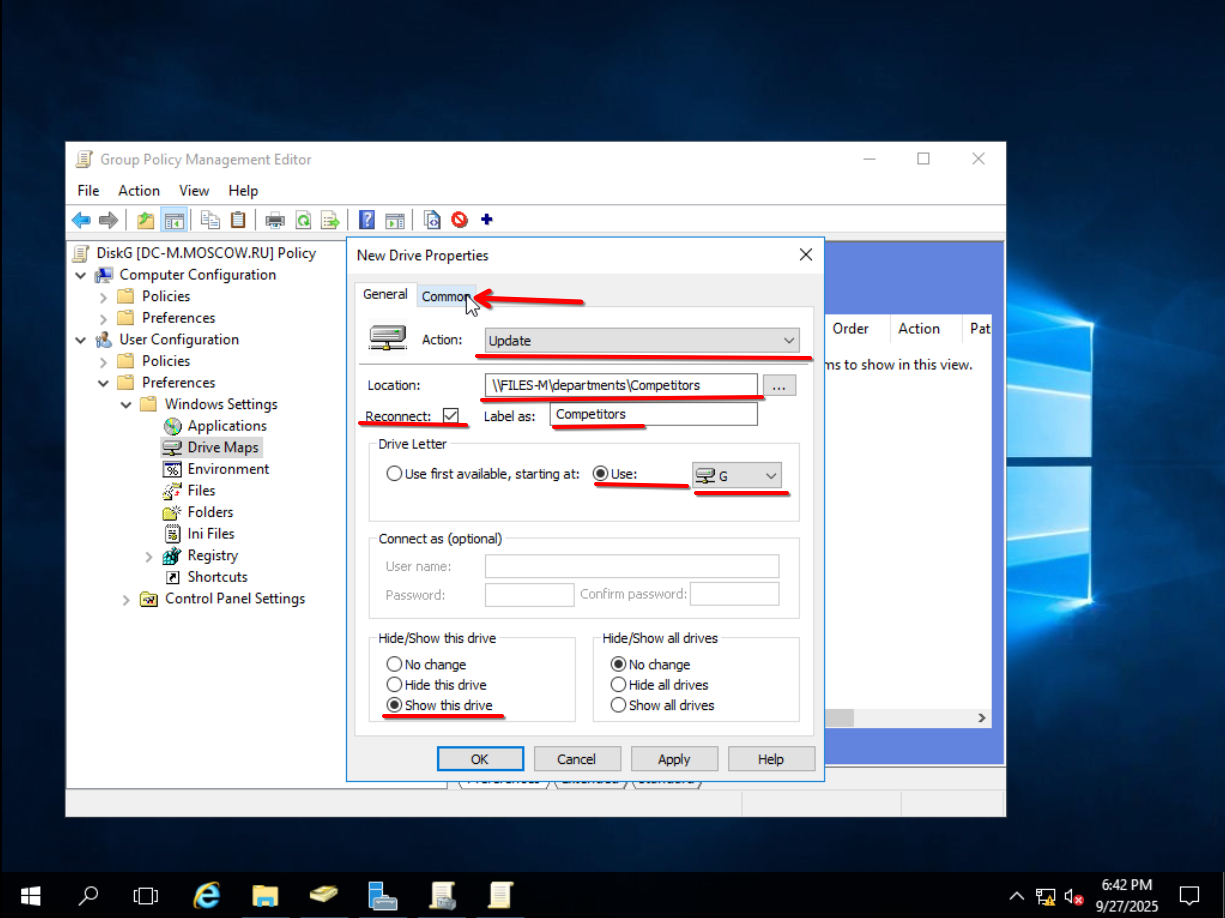 Group Policy Management Editor
File Action View Help
DiskG [DC-M.MOSCOW.RU] Policy
Computer Configuration
Policies
Preferences
User Configuration
Policies
Preferences
Windows Settings
Applications
Drive Maps
Environment
Files
Folders
Ini Files
Registry
Shortcuts
Control Panel Settings
New Drive Properties
General Common
Action: Update
Location: \\FILES-M\departments\Competitors ...
Reconnect: Label as: Competitors
Drive Letter
Use first available, starting at: Use: G
Connect as (optional)
User name:
Password: Confirm password:
Hide/Show this drive
No change
Hide this drive
Show this drive
Hide/Show all drives
No change
Hide all drives
Show all drives
OK Cancel Apply Help
Order Action Pat
ms to show in this view.
Preferences Extended Standard
6:42 PM
9/27/2025